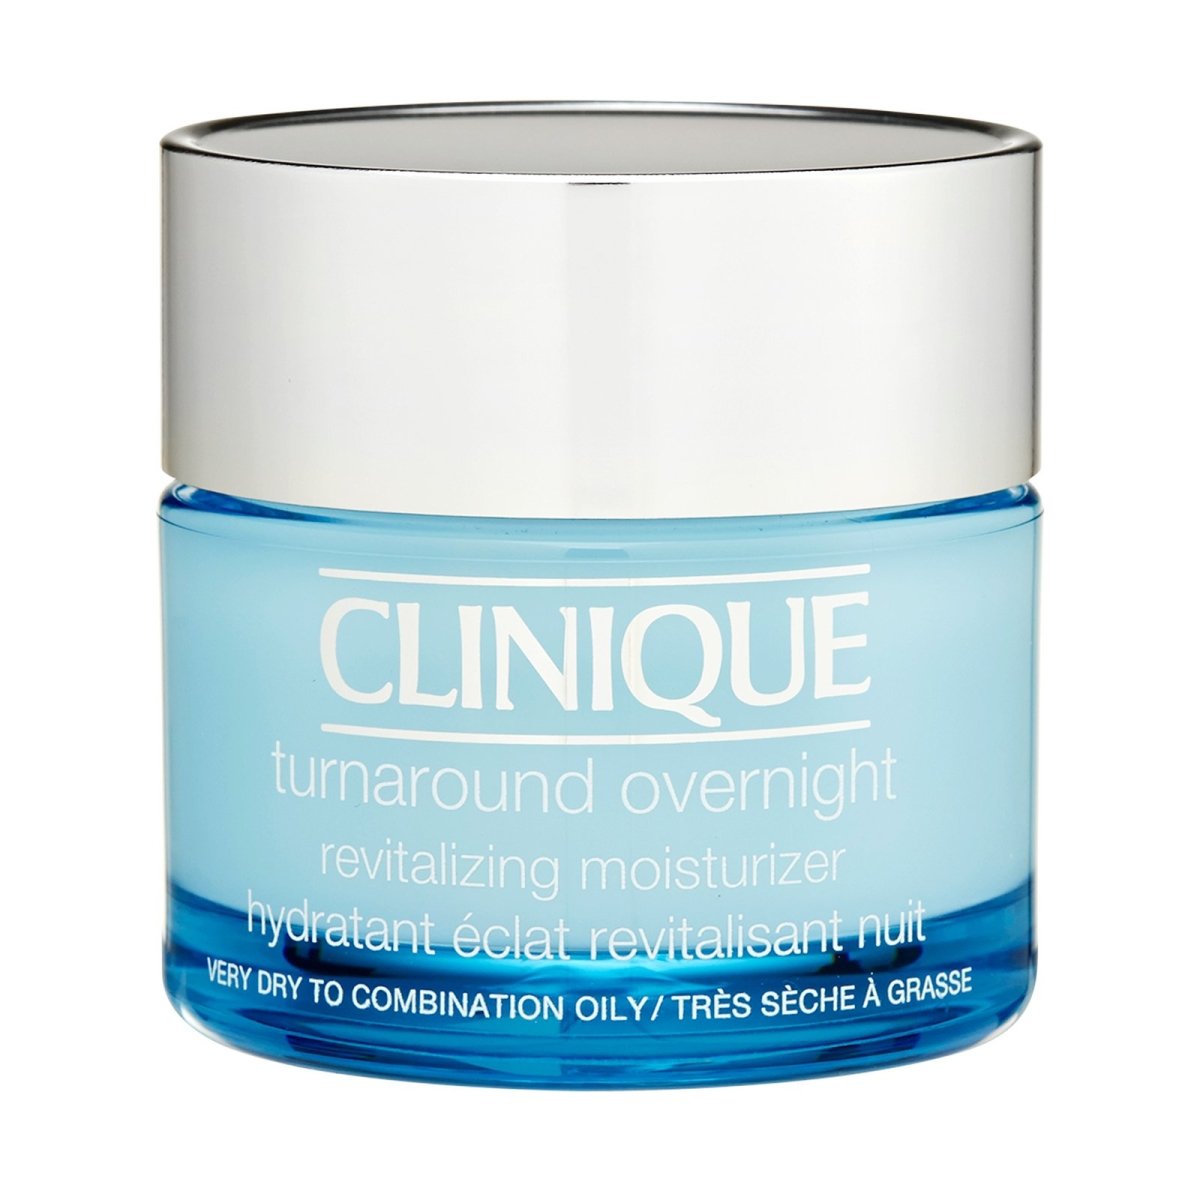 CLINIQUE
turnaround overnight
revitalizing moisturizer
hydratant éclat revitalisant nuit
VERY DRY TO COMBINATION OILY/TRÈS SÈCHE À GRASSE